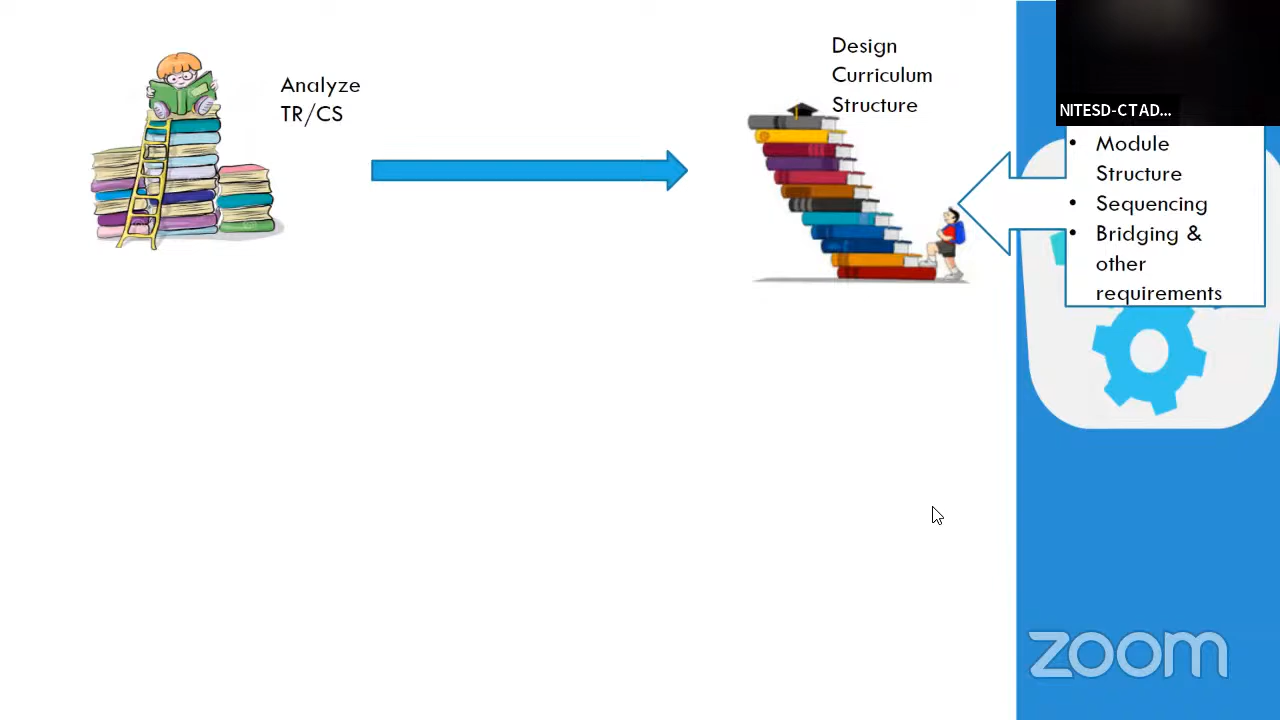 Analyze
TR/CS
Design
Curriculum
Structure
NITESD-CTAD...
• Module
Structure
• Sequencing
• Bridging &
other
requirements
zoom